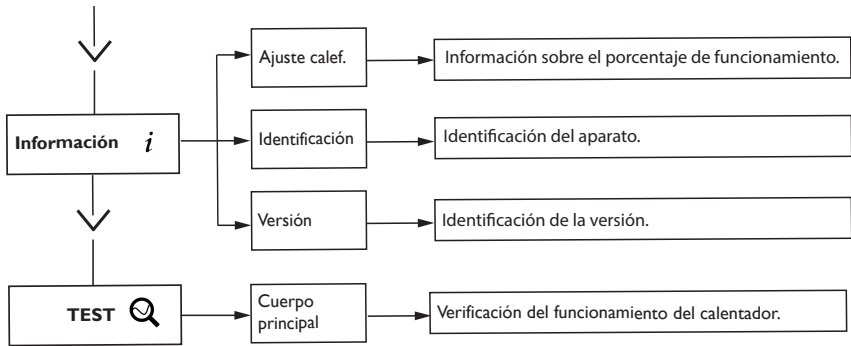 Ajuste calef.
Información sobre el porcentaje de funcionamiento.
Información i
Identificación
Identificación del aparato.
Versión
Identificación de la versión.
TEST
Cuerpo
principal
Verificación del funcionamiento del calentador.